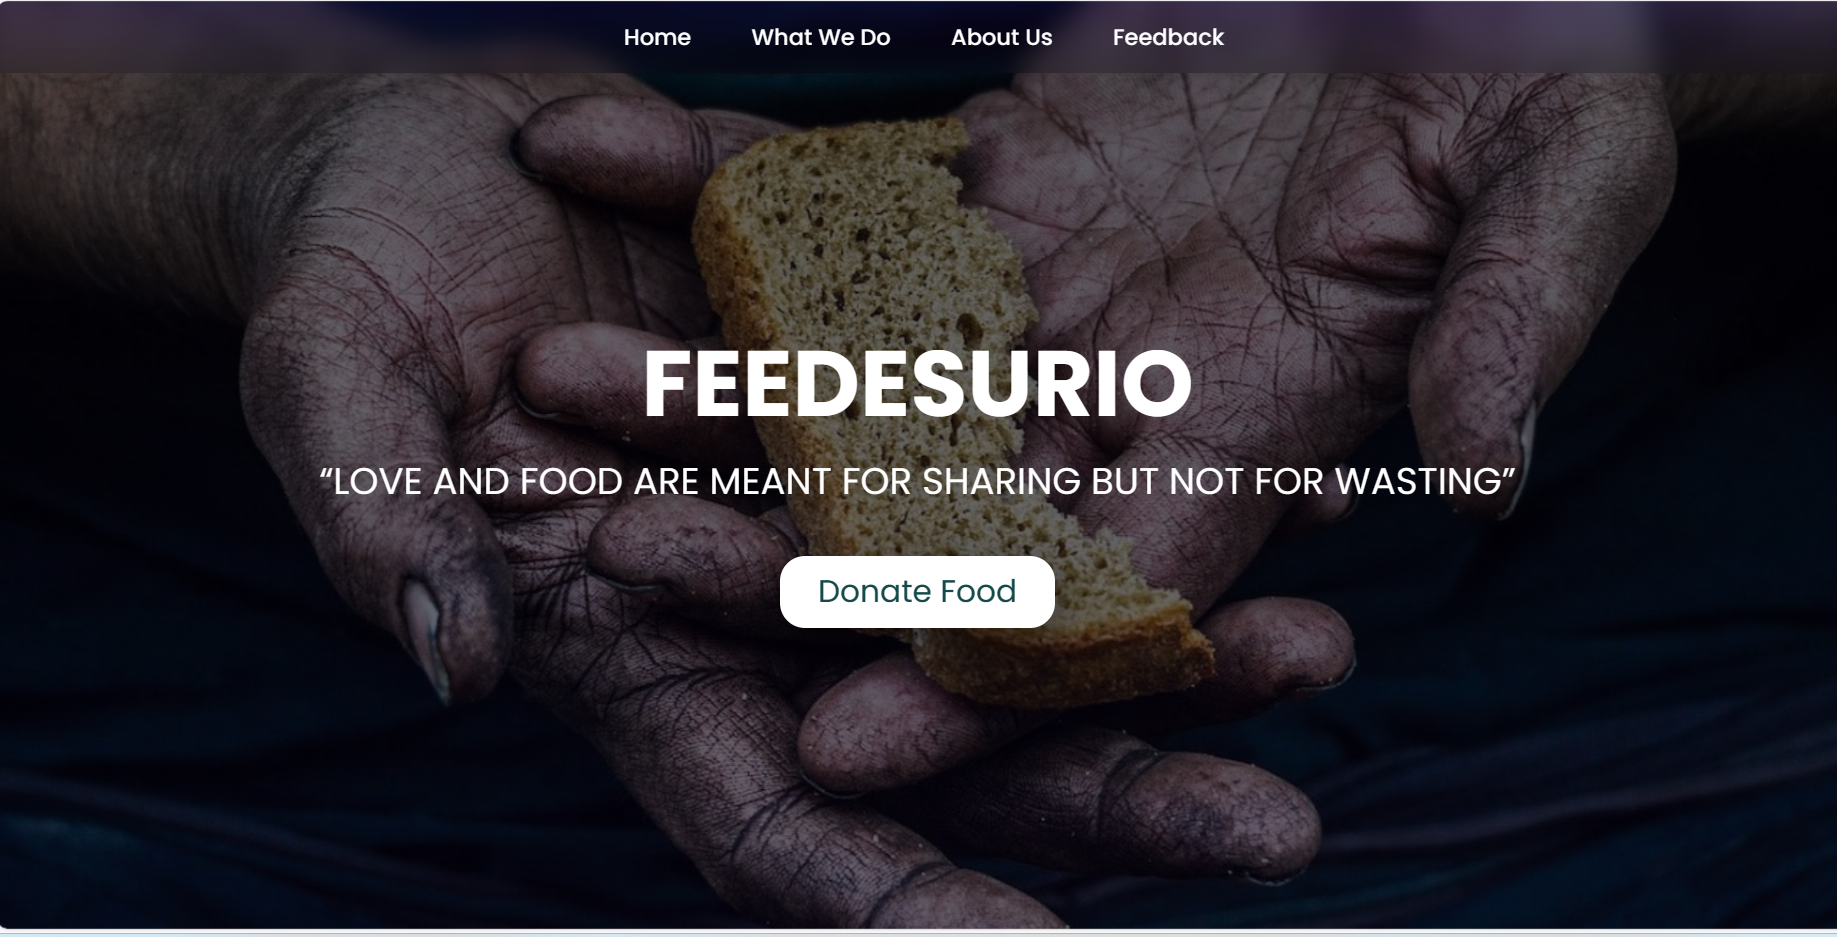 Home What We Do About Us Feedback
FEEDESURIO
“LOVE AND FOOD ARE MEANT FOR SHARING BUT NOT FOR WASTING”
Donate Food